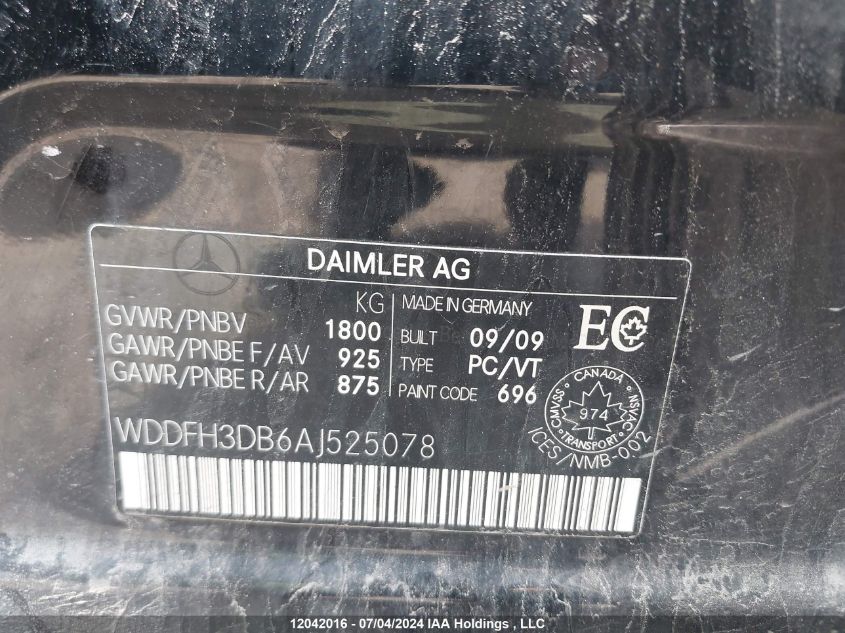 DAIMLER AG
KG
GVWR/PNBV 1800
GAWR/PNBE F/AV 925
GAWR/PNBE R/AR 875
MADE IN GERMANY
BUILT 09/09
TYPE PC/VT
PAINT CODE 696
EC
CANADA
CMVSS NSVAC
974
TRANSPORT
ICES/NMB-002
WDDFH3DB6AJ525078
12042016 - 07/04/2024 IAA Holdings , LLC